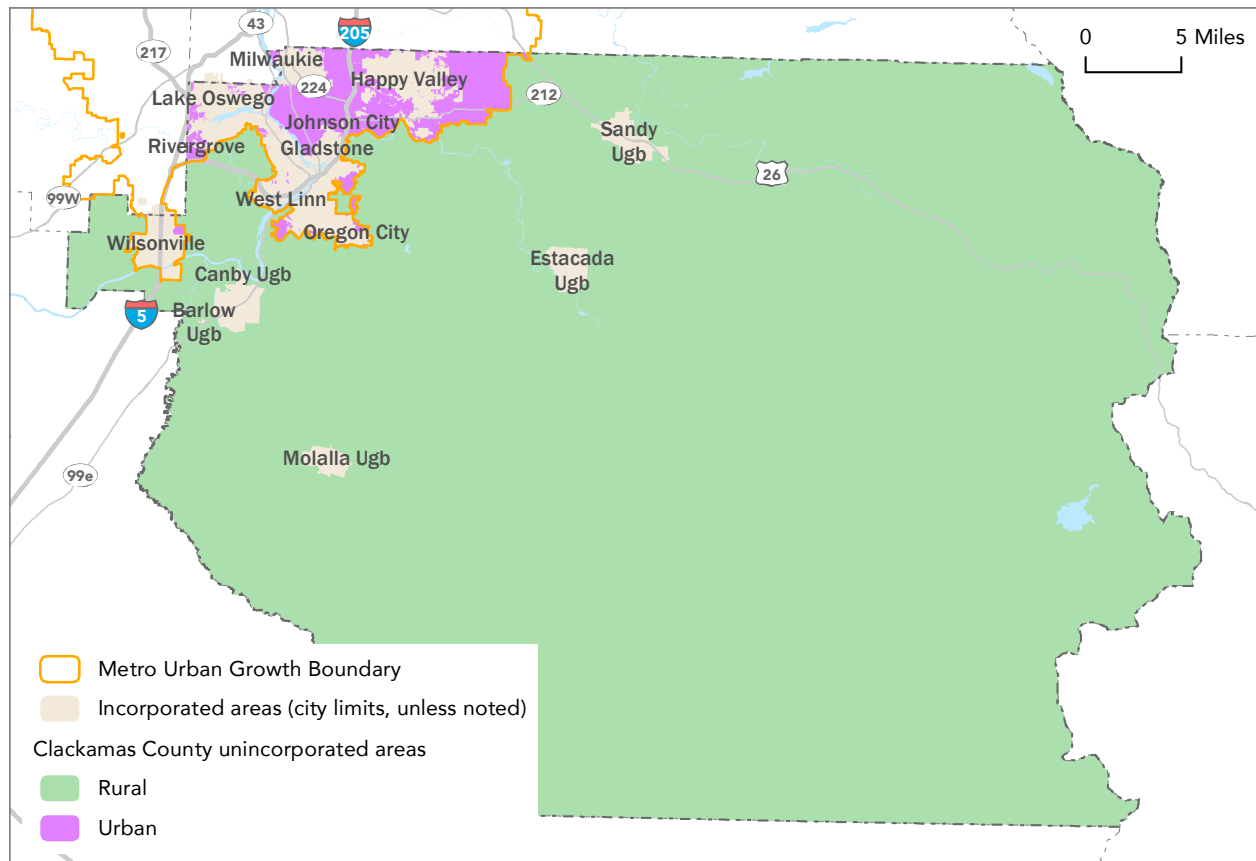 43
205
217
0 5 Miles
Milwaukie
Happy Valley
224
Lake Oswego
212
Johnson City
Sandy
Ugb
Rivergrove
Gladstone
26
99W
West Linn
Oregon City
Wilsonville
Estacada
Ugb
Canby Ugb
Barlow
Ugb
5
Molalla Ugb
99e
Metro Urban Growth Boundary
Incorporated areas (city limits, unless noted)
Clackamas County unincorporated areas
Rural
Urban